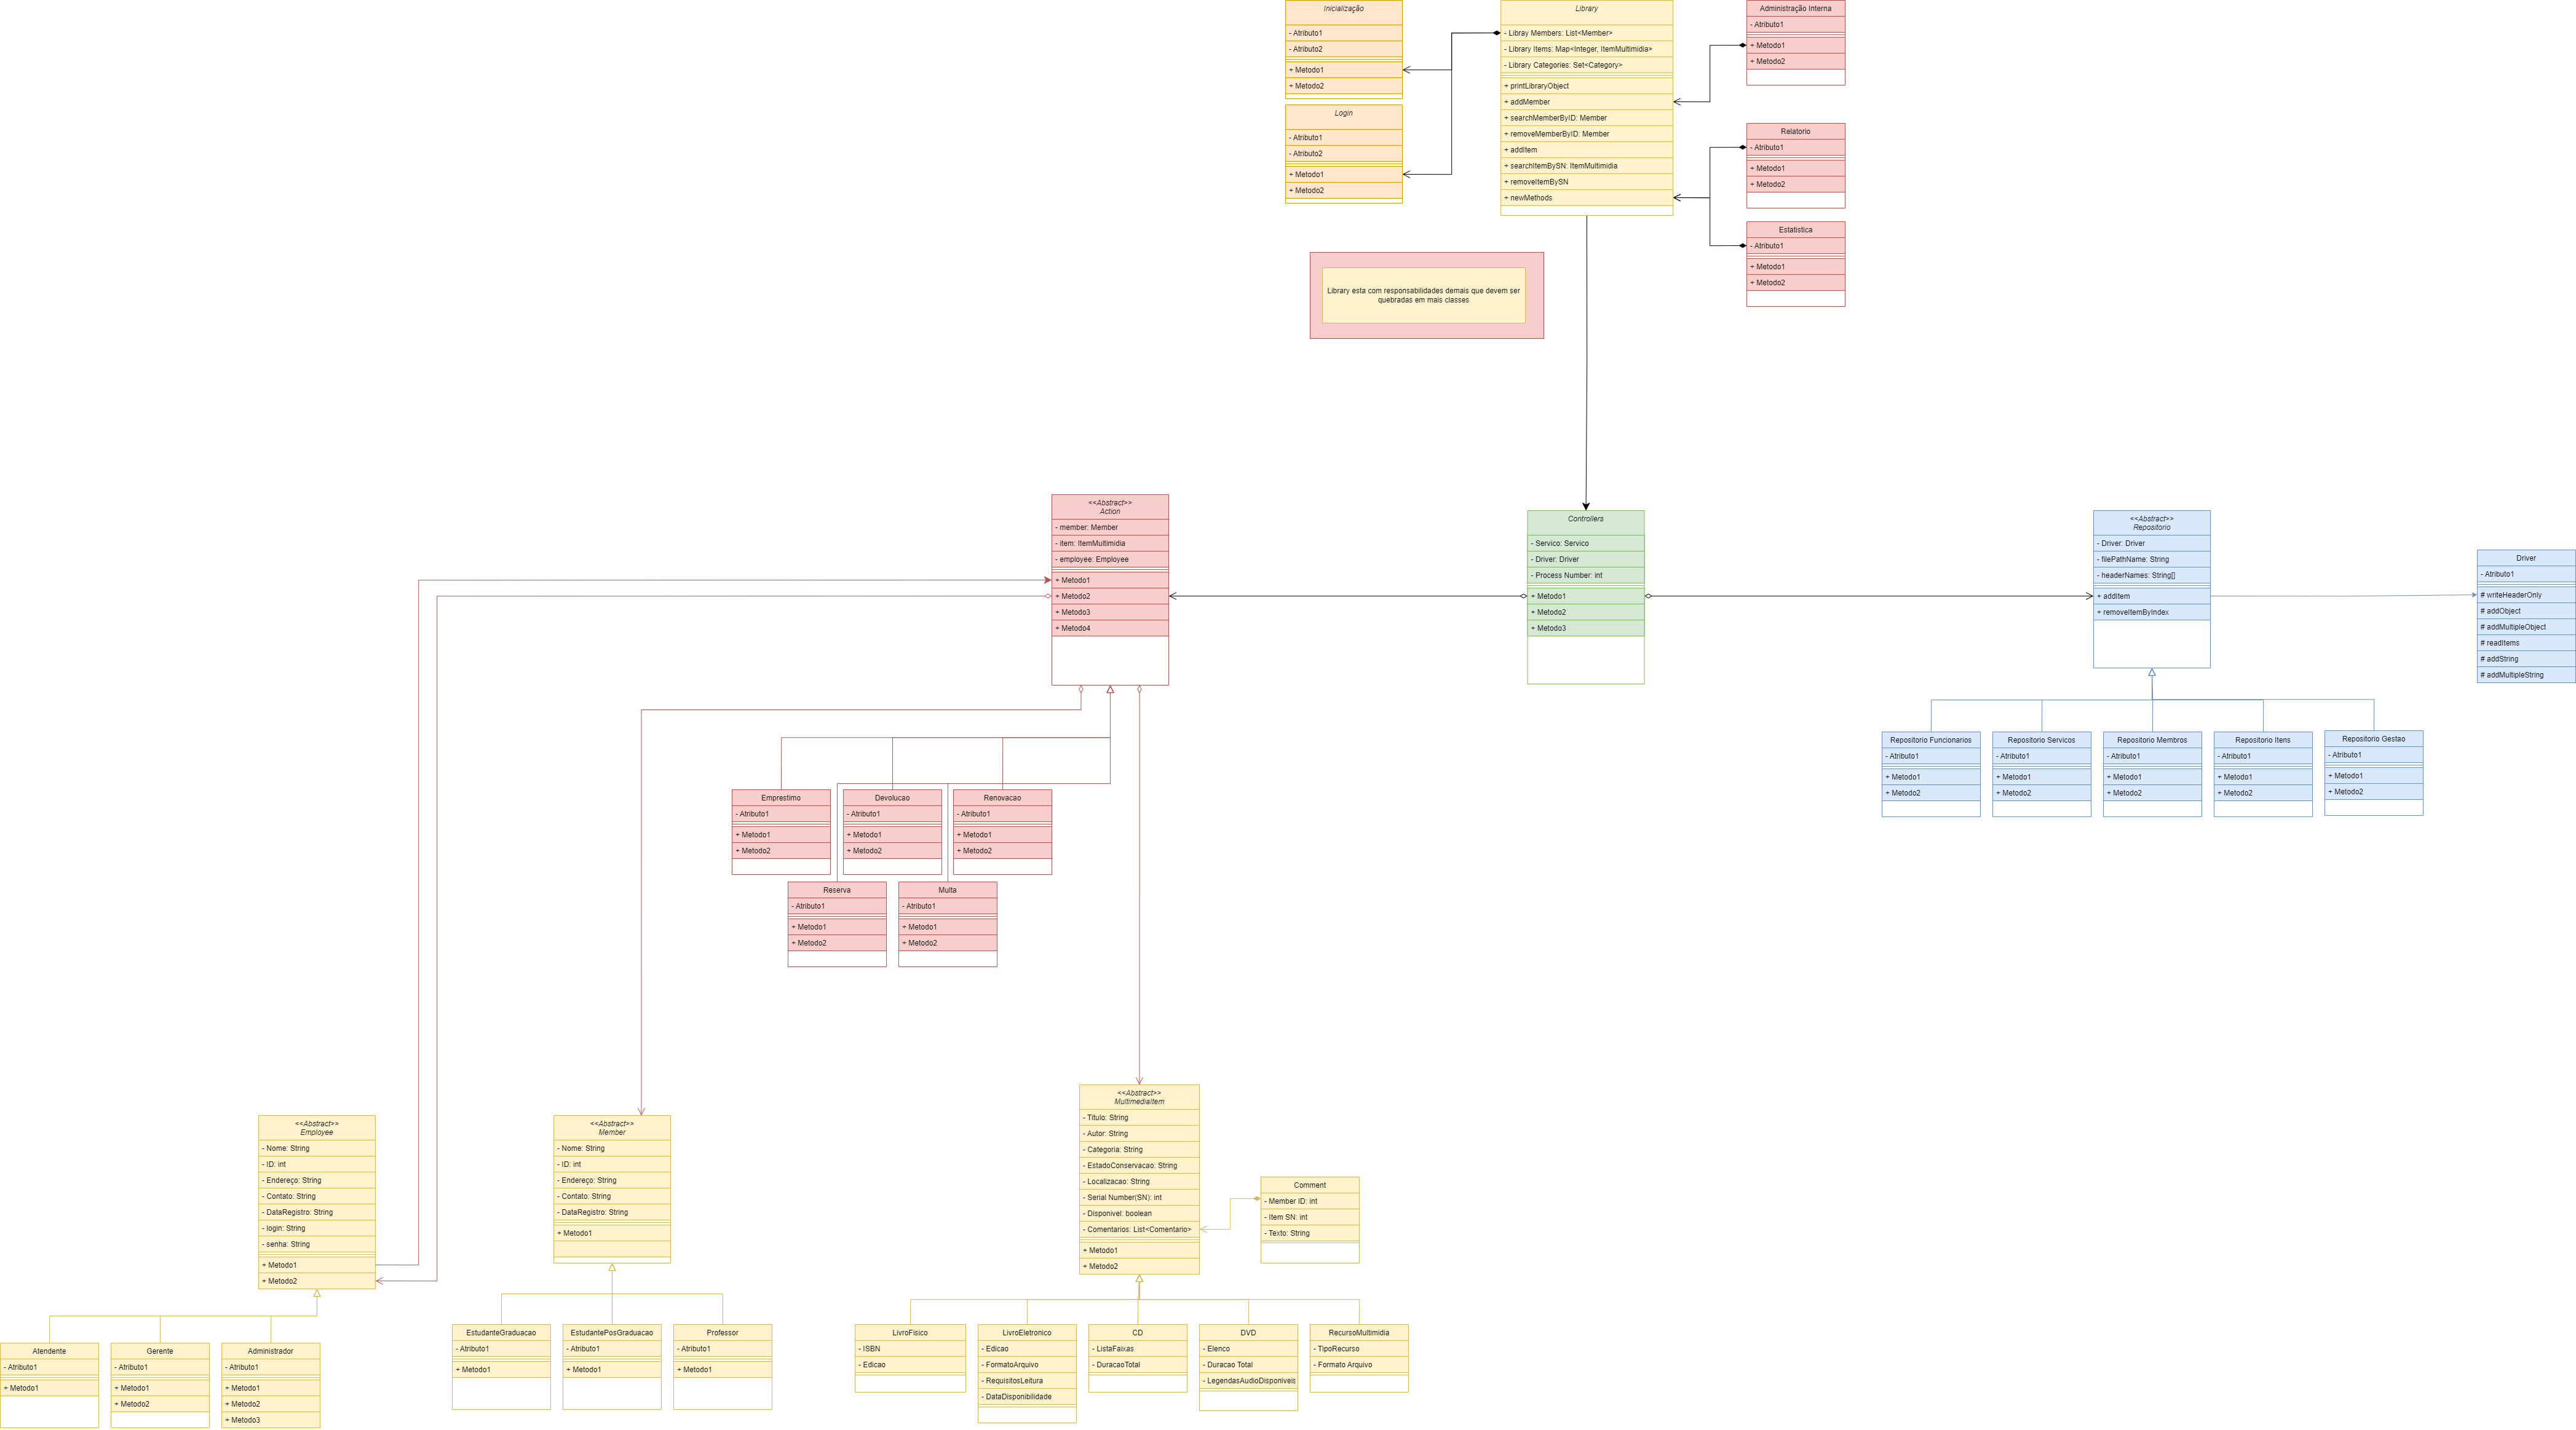 Inicialização
- Atributo1
- Atributo2
+ Metodo1
+ Metodo2
Login
- Atributo1
- Atributo2
+ Metodo1
+ Metodo2
Library
- Libray Members: List<Member>
- Library Items: Map<Integer, ItemMultimidia>
- Library Categories: Set<Category>
+ printLibraryObject
+ addMember
+ searchMemberByID: Member
+ removeMemberByID: Member
+ addItem
+ searchItemBySN: ItemMultimidia
+ removeItemBySN
+ newMethods
Administração Interna
- Atributo1
+ Metodo1
+ Metodo2
Relatorio
- Atributo1
+ Metodo1
+ Metodo2
Estatistica
- Atributo1
+ Metodo1
+ Metodo2
Library esta com responsabilidades demais que devem ser
quebradas em mais classes
<<Abstract>>
Action
- member: Member
- item: ItemMultimidia
- employee: Employee
+ Metodo1
+ Metodo2
+ Metodo3
+ Metodo4
Controllers
- Servico: Servico
- Driver: Driver
- Process Number: int
+ Metodo1
+ Metodo2
+ Metodo3
<<Abstract>>
Repositorio
- Driver: Driver
- filePathName: String
- headerNames: String[]
+ addItem
+ removeItemByIndex
Driver
- Atributo1
# writeHeaderOnly
# addObject
# addMultipleObject
# readItems
# addString
# addMultipleString
Repositorio Funcionarios
- Atributo1
+ Metodo1
+ Metodo2
Repositorio Servicos
- Atributo1
+ Metodo1
+ Metodo2
Repositorio Membros
- Atributo1
+ Metodo1
+ Metodo2
Repositorio Itens
- Atributo1
+ Metodo1
+ Metodo2
Repositorio Gestao
- Atributo1
+ Metodo1
+ Metodo2
Emprestimo
- Atributo1
+ Metodo1
+ Metodo2
Devolucao
- Atributo1
+ Metodo1
+ Metodo2
Renovacao
- Atributo1
+ Metodo1
+ Metodo2
Reserva
- Atributo1
+ Metodo1
+ Metodo2
Multa
- Atributo1
+ Metodo1
+ Metodo2
<<Abstract>>
Employee
- Nome: String
- ID: int
- Endereço: String
- Contato: String
- DataRegistro: String
- login: String
- senha: String
+ Metodo1
+ Metodo2
<<Abstract>>
Member
- Nome: String
- ID: int
- Endereço: String
- Contato: String
- DataRegistro: String
+ Metodo1
<<Abstract>>
MultimediaItem
- Titulo: String
- Autor: String
- Categoria: String
- EstadoConservacao: String
- Localizacao: String
- Serial Number(SN): int
- Disponivel: boolean
- Comentarios: List<Comentario>
+ Metodo1
+ Metodo2
Comment
- Member ID: int
- Item SN: int
- Texto: String
Atendente
- Atributo1
+ Metodo1
Gerente
- Atributo1
+ Metodo1
+ Metodo2
Administrador
- Atributo1
+ Metodo1
+ Metodo2
+ Metodo3
EstudanteGraduacao
- Atributo1
+ Metodo1
EstudantePosGraduacao
- Atributo1
+ Metodo1
Professor
- Atributo1
+ Metodo1
LivroFisico
- ISBN
- Edicao
LivroEletronico
- Edicao
- FormatoArquivo
- RequisitosLeitura
- DataDisponibilidade
CD
- ListaFaixas
- DuracaoTotal
DVD
- Elenco
- Duracao Total
- LegendasAudioDisponiveis
RecursoMultimidia
- TipoRecurso
- Formato Arquivo